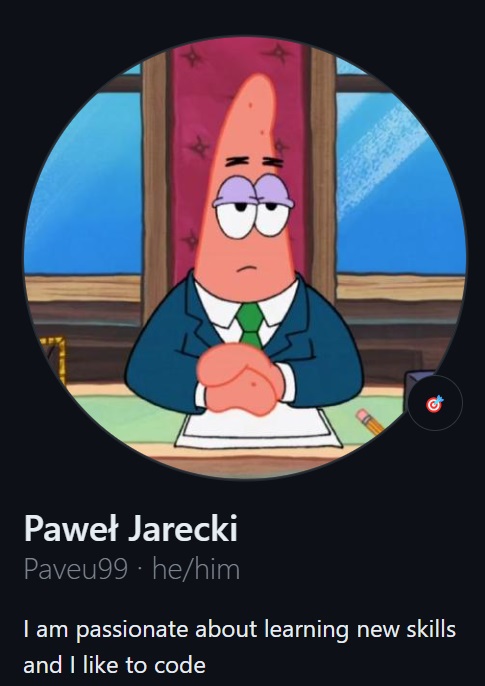 Paweł Jarecki
Paveu99 · he/him
I am passionate about learning new skills
and I like to code